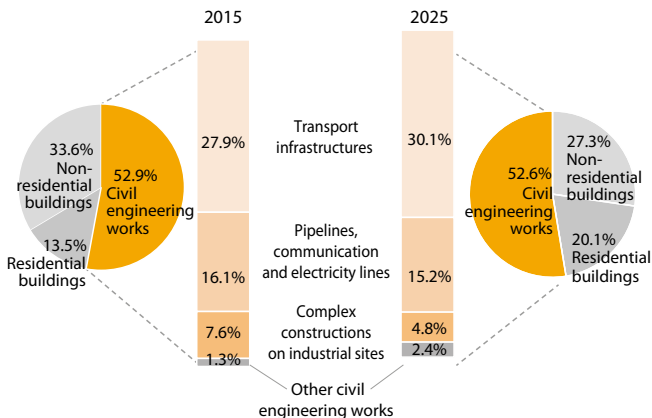 2015
2025
33.6%
Non-
residential
buildings
52.9%
Civil
engineering
works
13.5%
Residential
buildings
27.9%
16.1%
7.6%
1.3%
Transport
infrastructures
Pipelines,
communication
and electricity lines
Complex
constructions
on industrial sites
Other civil
engineering works
30.1%
15.2%
4.8%
2.4%
52.6%
Civil
engineering
works
27.3%
Non-
residential
buildings
20.1%
Residential
buildings